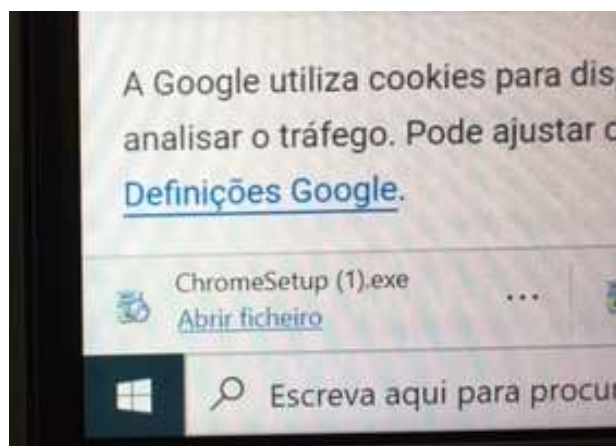 A Google utiliza cookies para dis
analisar o tráfego. Pode ajustar
Definições Google.
ChromeSetup (1).exe
Abrir ficheiro
...
Escreva aqui para procur